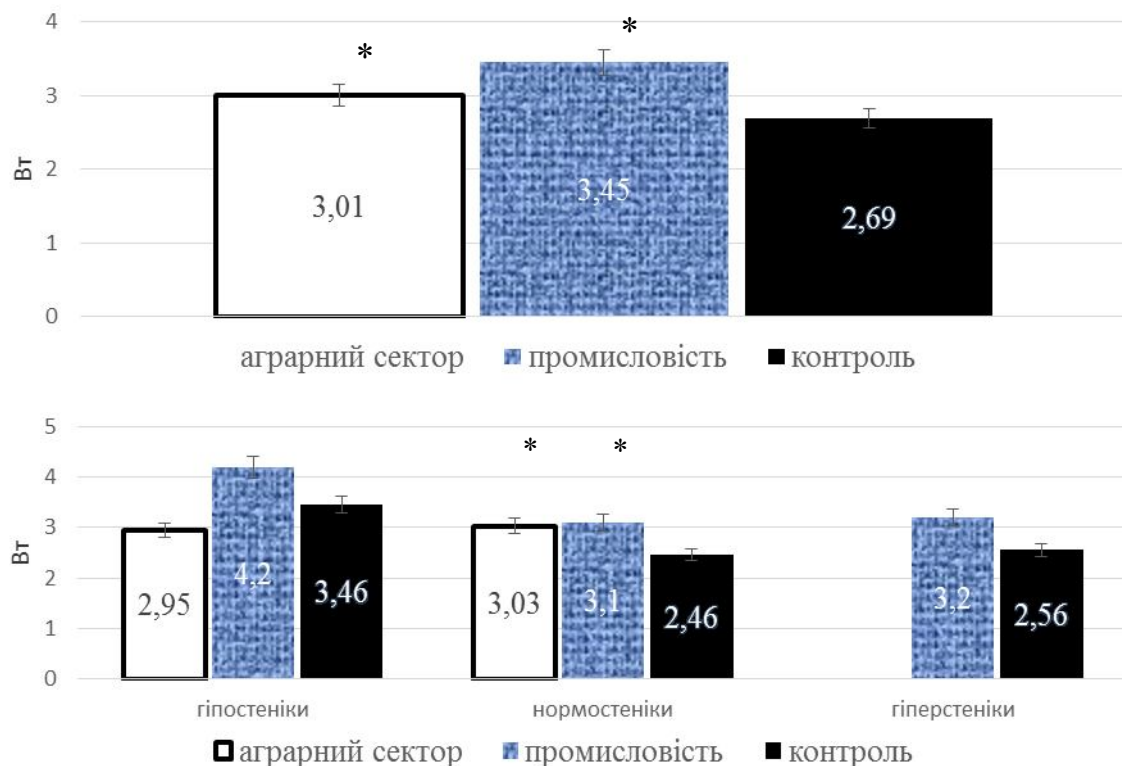 4
*
*
3
Вт
2
3,01
3,45
2,69
1
0
аграрний сектор промисловість контроль
5
* *
4
3
Вт
2
2,95 4,2 3,46 3,03 3,1 2,46 3,2 2,56
1
0
гіпостеніки нормостеніки гіперстеніки
аграрний сектор промисловість контроль